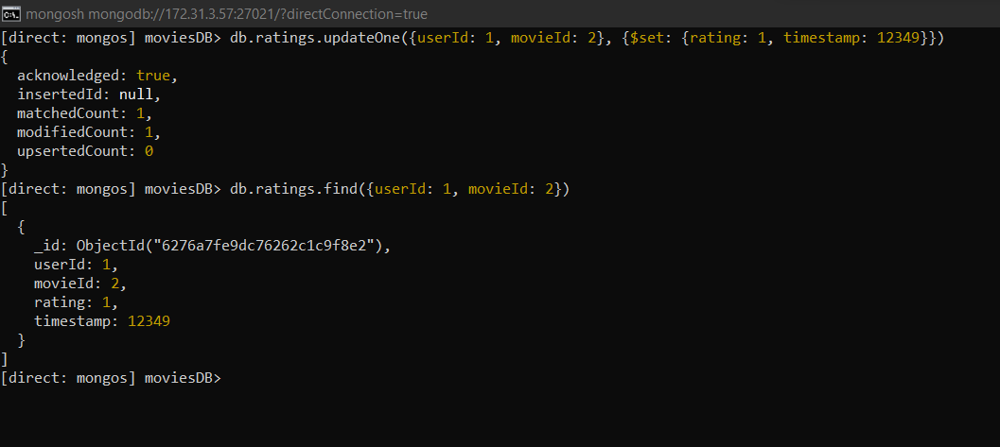 mongosh mongodb://172.31.3.57:27021/?directConnection=true
[direct: mongos] moviesDB> db.ratings.updateOne({userId: 1, movieId: 2}, {$set: {rating: 1, timestamp: 12349}})
{
  acknowledged: true,
  insertedId: null,
  matchedCount: 1,
  modifiedCount: 1,
  upsertedCount: 0
}
[direct: mongos] moviesDB> db.ratings.find({userId: 1, movieId: 2})
[
  {
    _id: ObjectId("6276a7fe9dc76262c1c9f8e2"),
    userId: 1,
    movieId: 2,
    rating: 1,
    timestamp: 12349
  }
]
[direct: mongos] moviesDB>